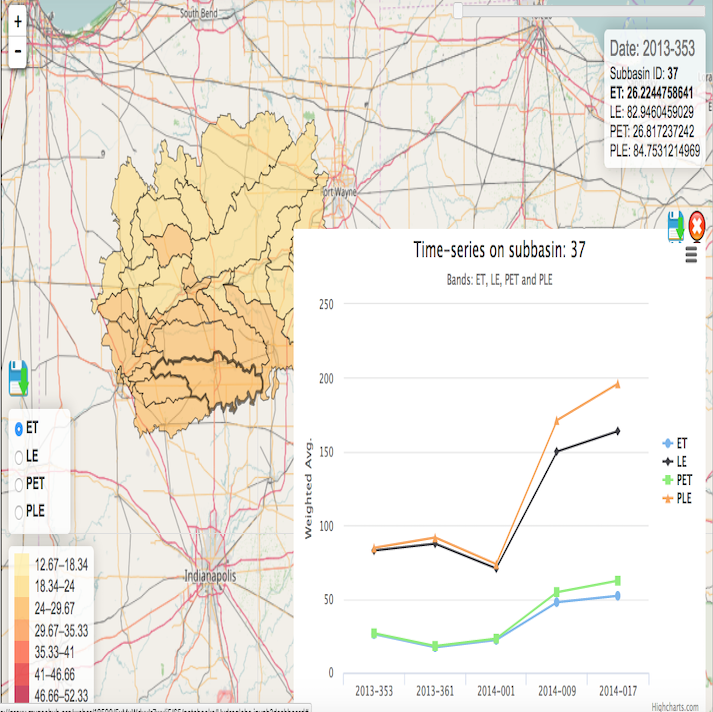 South Bend
+
-
Date: 2013-353
Subbasin ID: 37
ET: 26.2244758641
LE: 82.9460459029
PET: 26.817237242
PLE: 84.7531214969
ort Wayne
Time-series on subbasin: 37
Bands: ET, LE, PET and PLE
250
200
150
100
50
0
Weighted Avg.
2013-353
2013-361
2014-001
2014-009
2014-017
ET
LE
PET
PLE
Highcharts.com
ET
LE
PET
PLE
12.67–18.34
18.34–24
24–29.67
29.67–35.33
35.33–41
41–46.66
46.66–52.33
Indianapolis